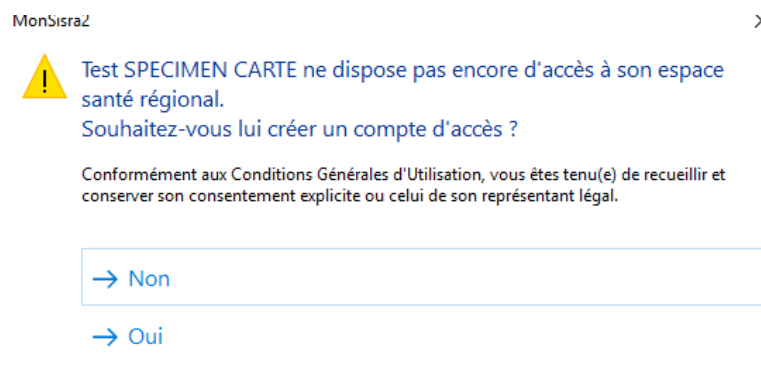 MonSisra2
Test SPECIMEN CARTE ne dispose pas encore d'accès à son espace
santé régional.
Souhaitez-vous lui créer un compte d'accès ?
Conformément aux Conditions Générales d'Utilisation, vous êtes tenu(e) de recueillir et
conserver son consentement explicite ou celui de son représentant légal.
Non
Oui